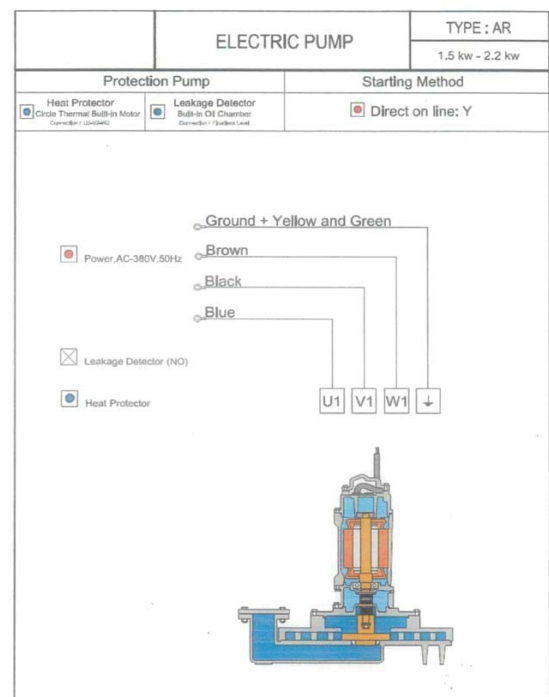 ELECTRIC PUMP
TYPE : AR
1.5 kw - 2.2 kw
Protection Pump
Starting Method
Heat Protector
Circle Thermal Built-In Motor
Leakage Detector
Built-In Oil Chamber
Direct on line: Y
Ground + Yellow and Green
Power,AC-380V,50Hz
Brown
Black
Blue
Leakage Detector (NO)
Heat Protector
U1
V1
W1